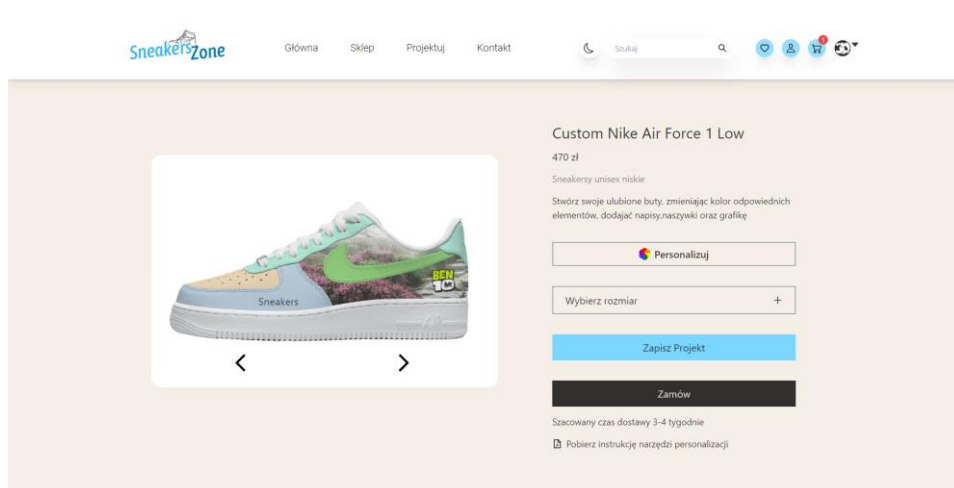 SneakersZone
Główna Sklep Projektuj Kontakt
Szukaj
1
Custom Nike Air Force 1 Low
470 zł
Sneakersy unisex niskie
Stwórz swoje ulubione buty, zmieniając kolor odpowiednich
elementów, dodajać napisy,naszywki oraz grafikę
Personalizuj
Wybierz rozmiar +
Zapisz Projekt
Zamów
Szacowany czas dostawy 3-4 tygodnie
Pobierz instrukcję narzędzi personalizacji
BEN
10
Sneakers